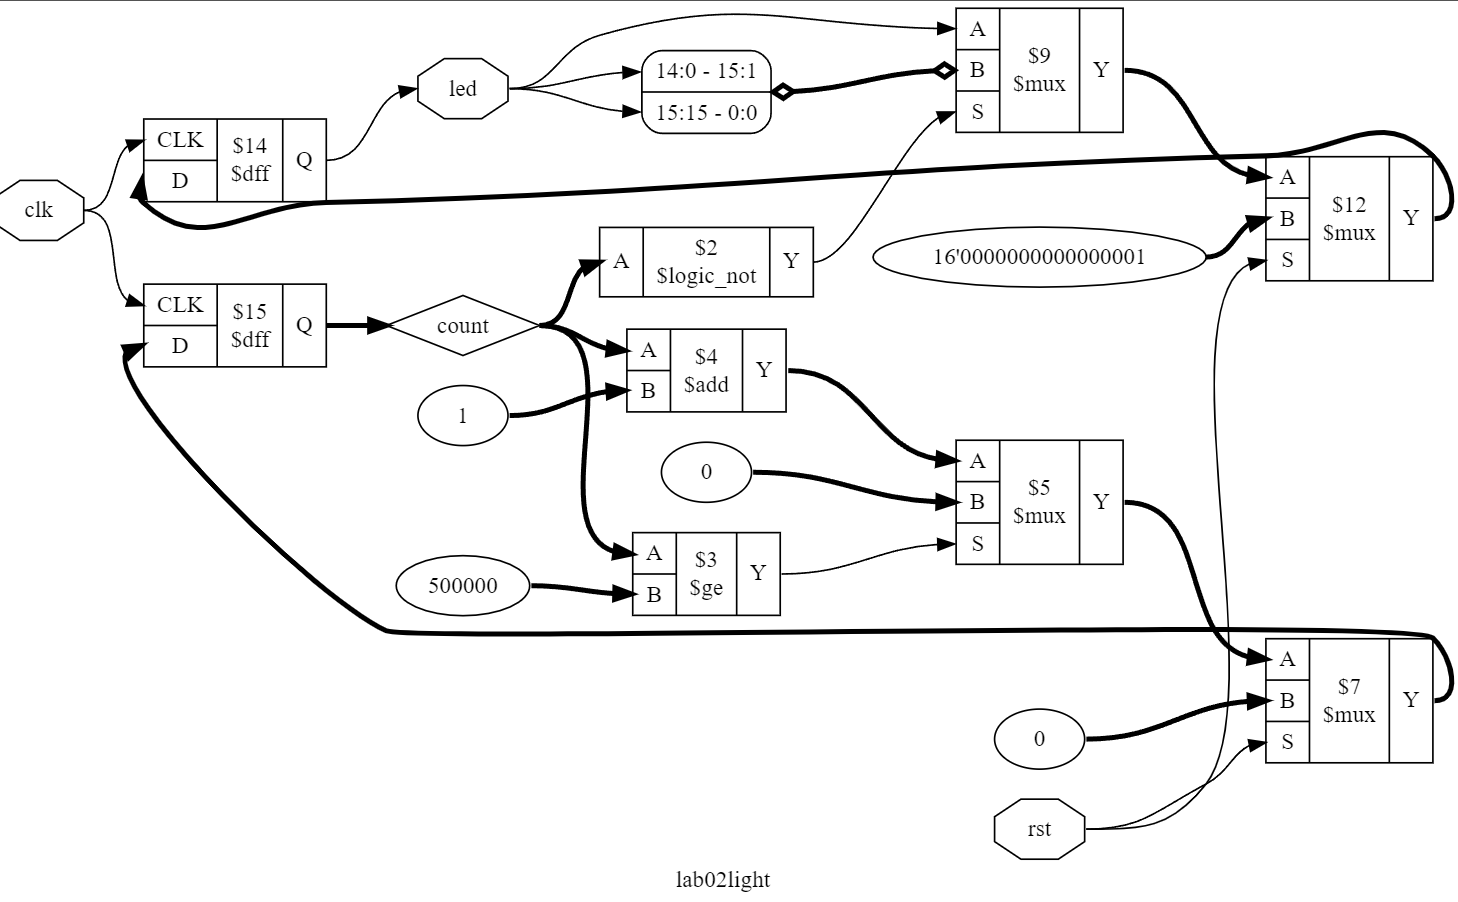 led
14:0 - 15:1
15:15 - 0:0
A
B
S
$9
$mux
Y
CLK
D
$14
$dff
Q
clk
A
B
S
$12
$mux
Y
16'0000000000000001
A
$2
$logic_not
Y
CLK
D
$15
$dff
Q
count
A
B
$4
$add
Y
1
0
A
B
S
$5
$mux
Y
500000
A
B
$3
$ge
Y
A
B
S
$7
$mux
Y
0
rst
lab02light